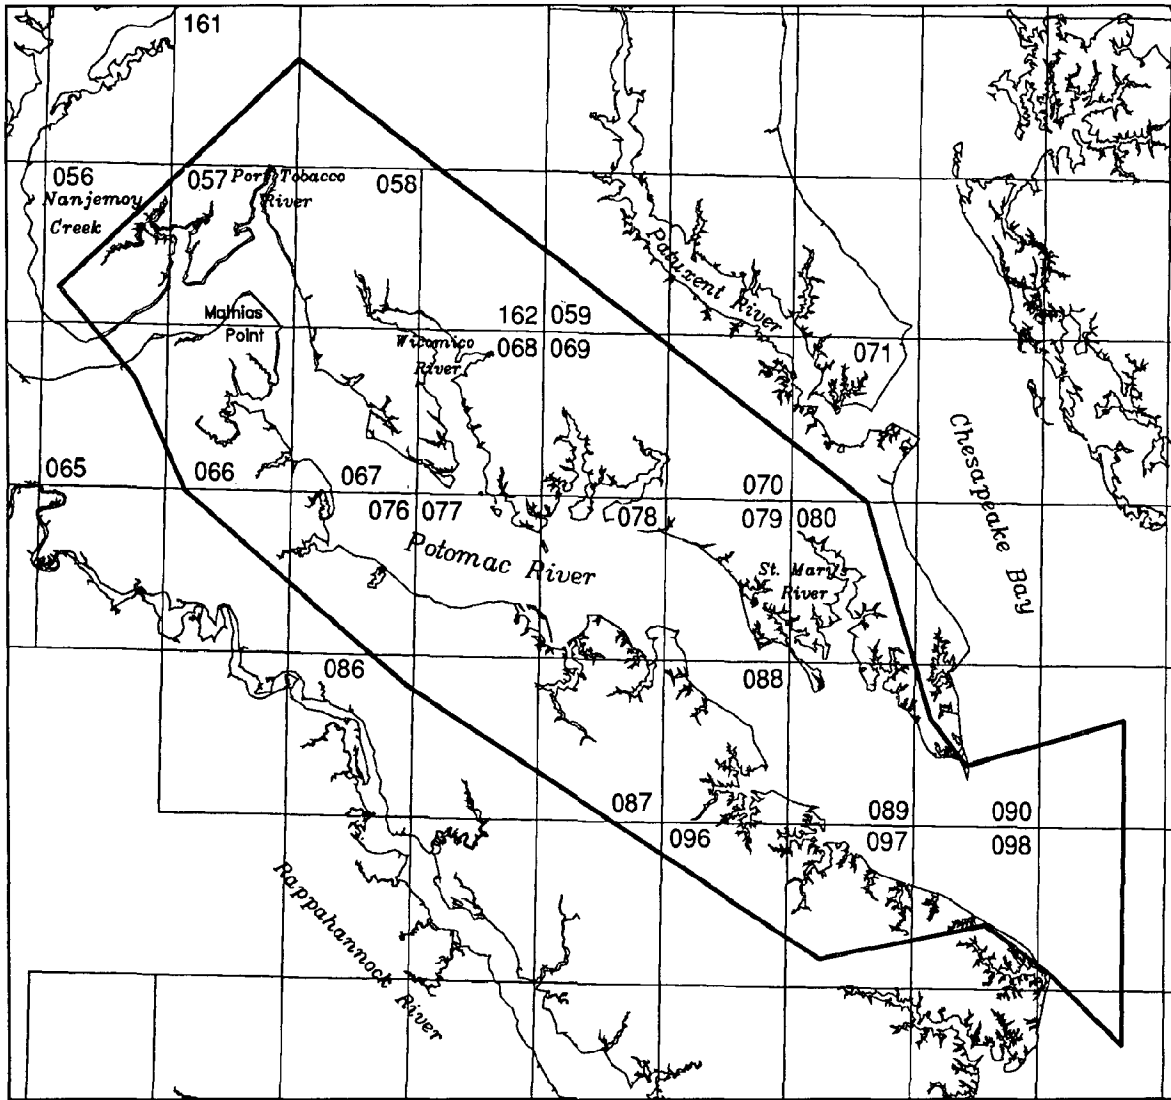 161
056
057
Port Tobacco
River
058
Nanjemoy
Creek
Patuxent River
Mathias
Point
162
059
Wicomico
River
068
069
071
Chesapeake Bay
065
066
067
070
076
077
078
079
080
Potomac River
St. Mary's
River
086
088
087
089
090
096
097
098
Rappahannock River